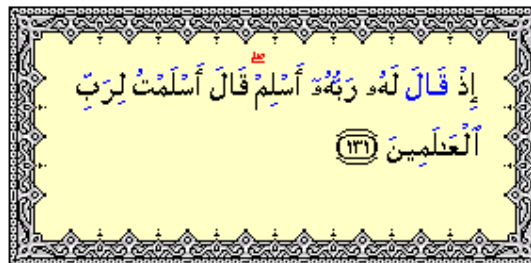 إِذْ قَالَ لَهُۥ رَبُّهُۥٓ أَسْلِمْ ۖ قَالَ أَسْلَمْتُ لِرَبِّ
ٱلْعَـٰلَمِينَ ١٣١